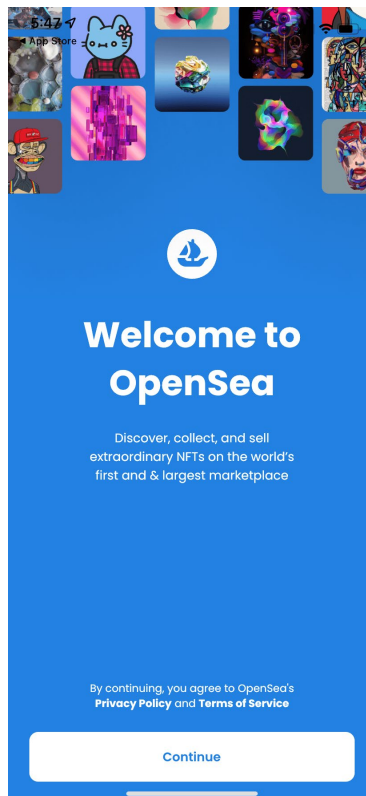 5:47
App Store
Welcome to
OpenSea
Discover, collect, and sell
extraordinary NFTs on the world's
first and & largest marketplace
By continuing, you agree to OpenSea's
Privacy Policy and Terms of Service
Continue